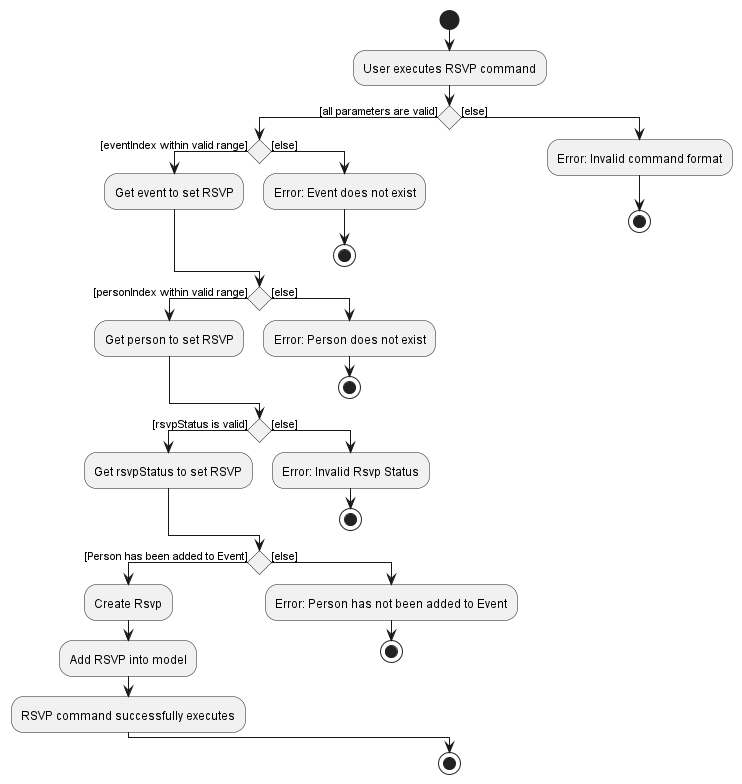 User executes RSVP command
[all parameters are valid]
[else]
[eventIndex within valid range]
[else]
Error: Invalid command format
Get event to set RSVP
Error: Event does not exist
[personIndex within valid range]
[else]
Get person to set RSVP
Error: Person does not exist
[rsvpStatus is valid]
[else]
Get rsvpStatus to set RSVP
Error: Invalid Rsvp Status
[Person has been added to Event]
[else]
Create Rsvp
Error: Person has not been added to Event
Add RSVP into model
RSVP command successfully executes